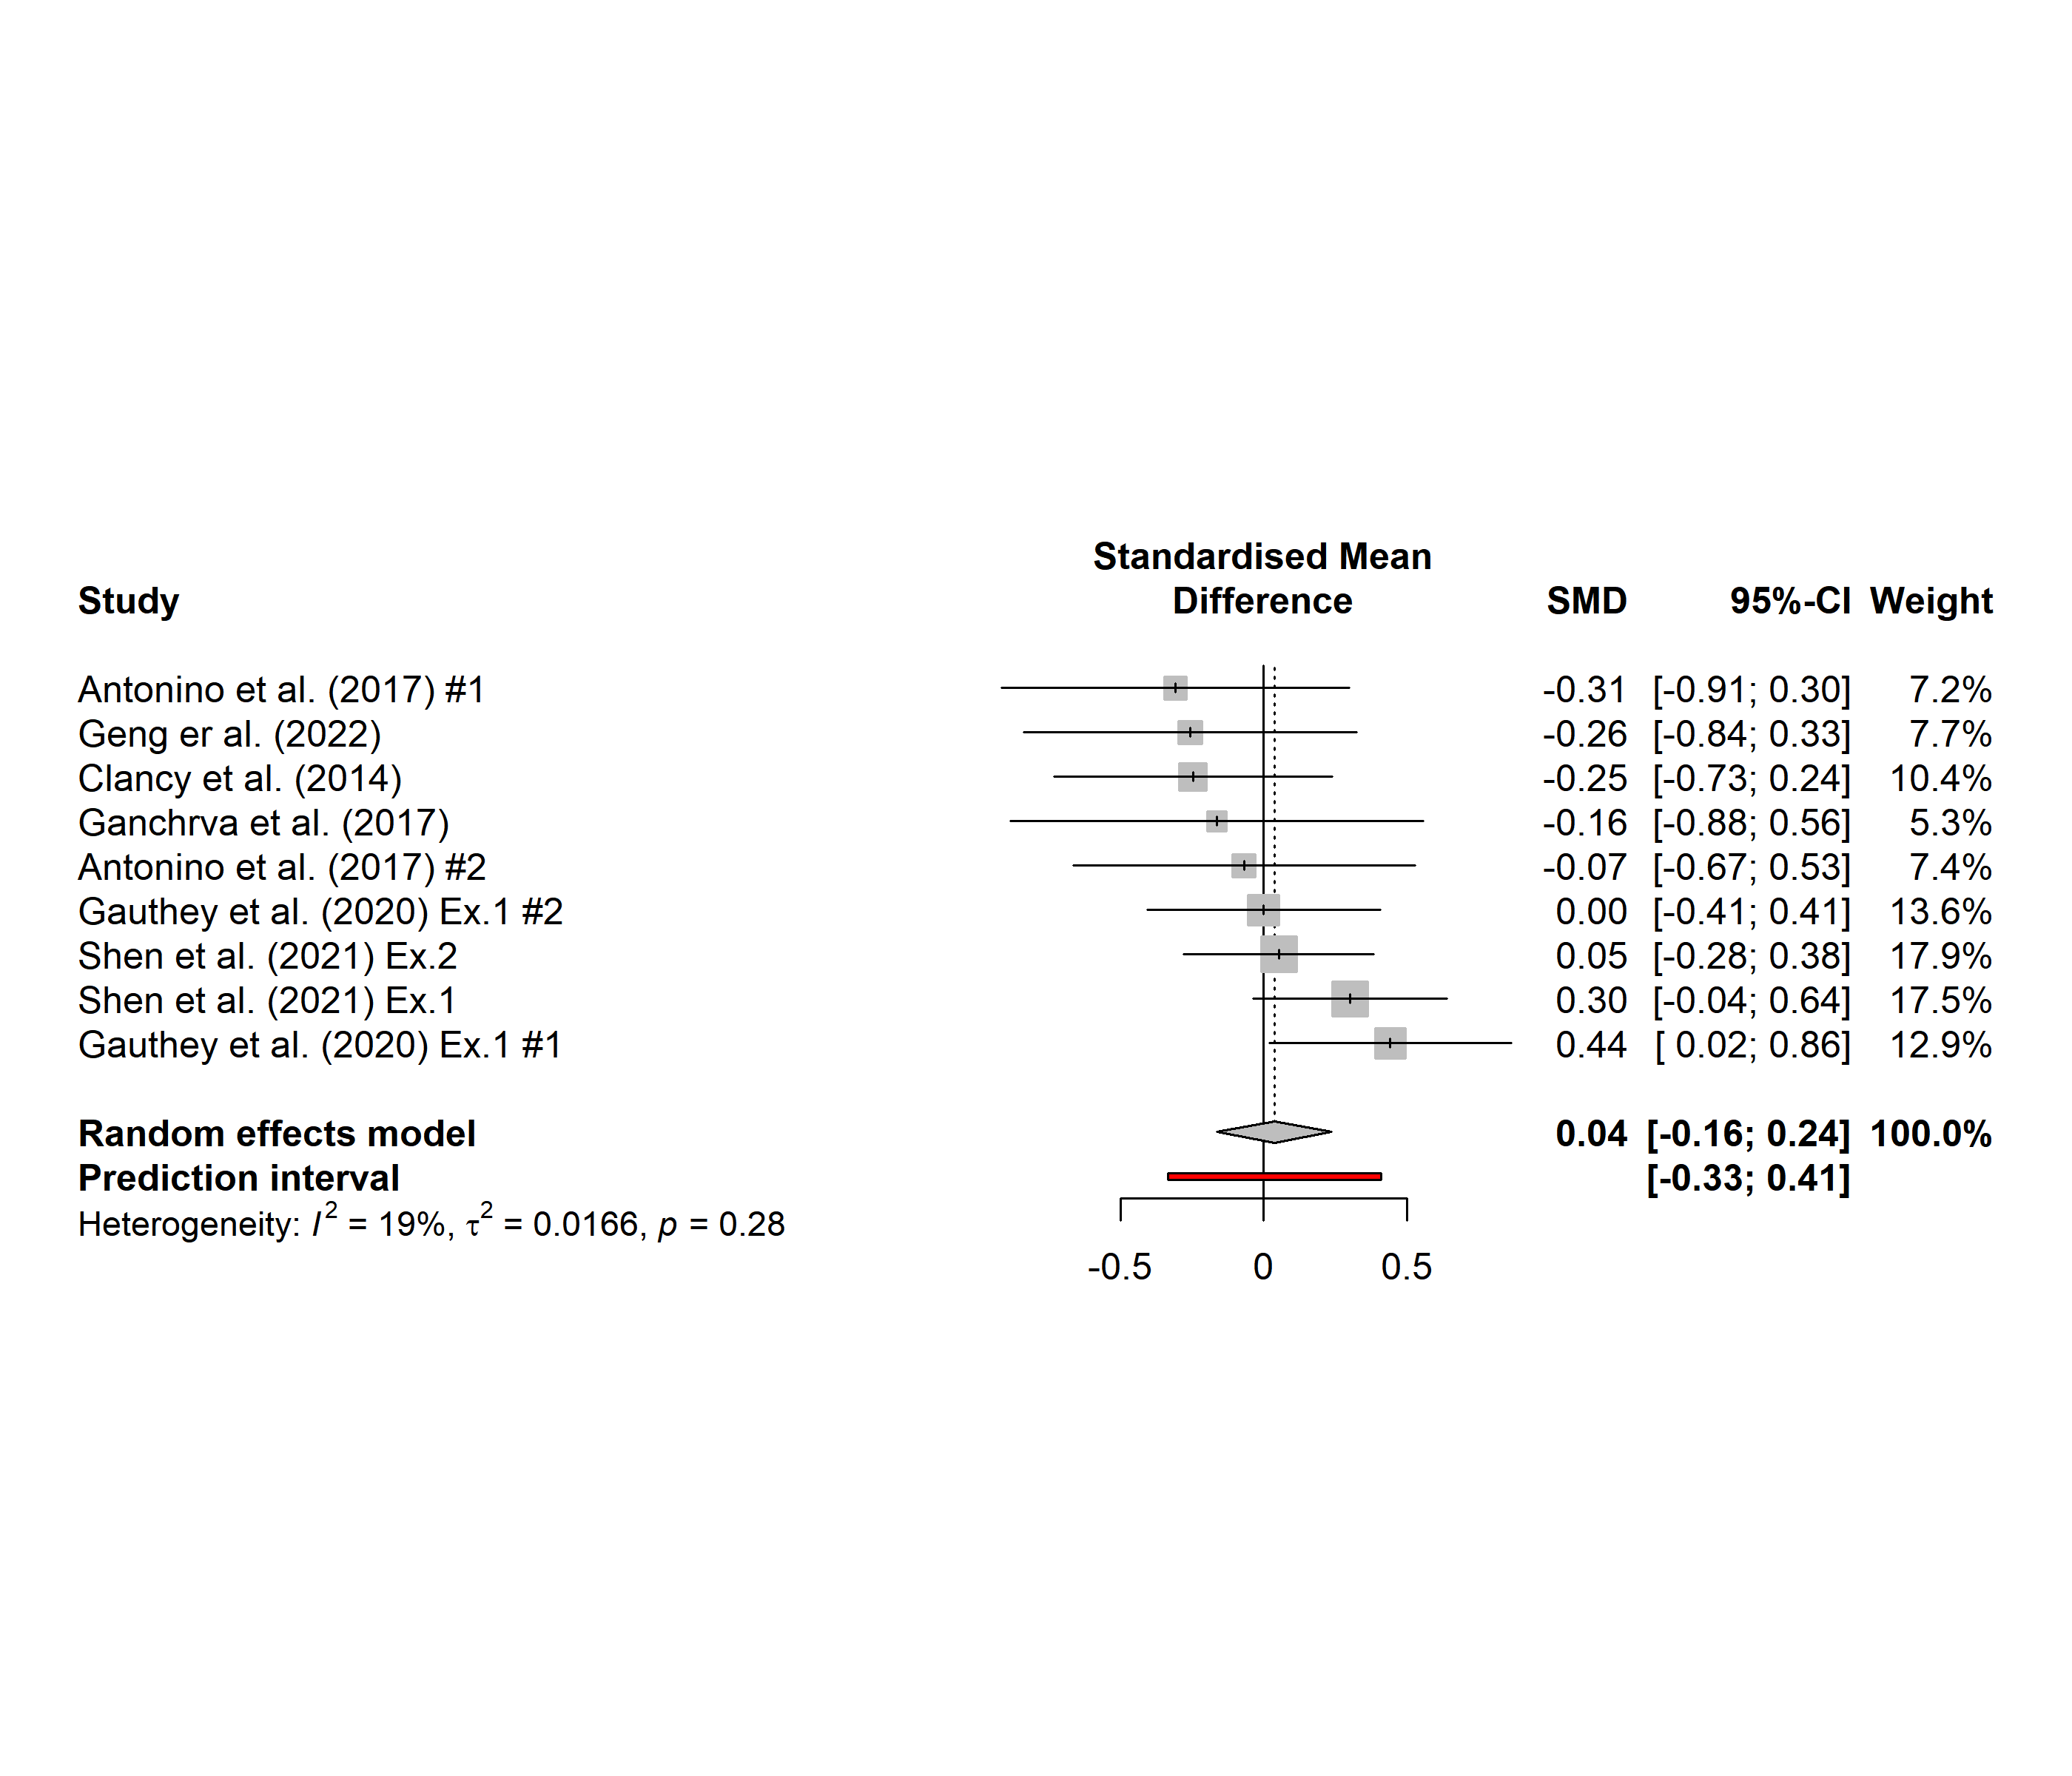 Standardised Mean
Study Difference SMD 95%-CI Weight
Antonino et al. (2017) #1 -0.31 [-0.91; 0.30] 7.2%
Geng er al. (2022) -0.26 [-0.84; 0.33] 7.7%
Clancy et al. (2014) -0.25 [-0.73; 0.24] 10.4%
Ganchrva et al. (2017) -0.16 [-0.88; 0.56] 5.3%
Antonino et al. (2017) #2 -0.07 [-0.67; 0.53] 7.4%
Gauthey et al. (2020) Ex.1 #2 0.00 [-0.41; 0.41] 13.6%
Shen et al. (2021) Ex.2 0.05 [-0.28; 0.38] 17.9%
Shen et al. (2021) Ex.1 0.30 [-0.04; 0.64] 17.5%
Gauthey et al. (2020) Ex.1 #1 0.44 [ 0.02; 0.86] 12.9%
Random effects model 0.04 [-0.16; 0.24] 100.0%
Prediction interval [-0.33; 0.41]
Heterogeneity: I² = 19%, τ² = 0.0166, p = 0.28
-0.5 0 0.5